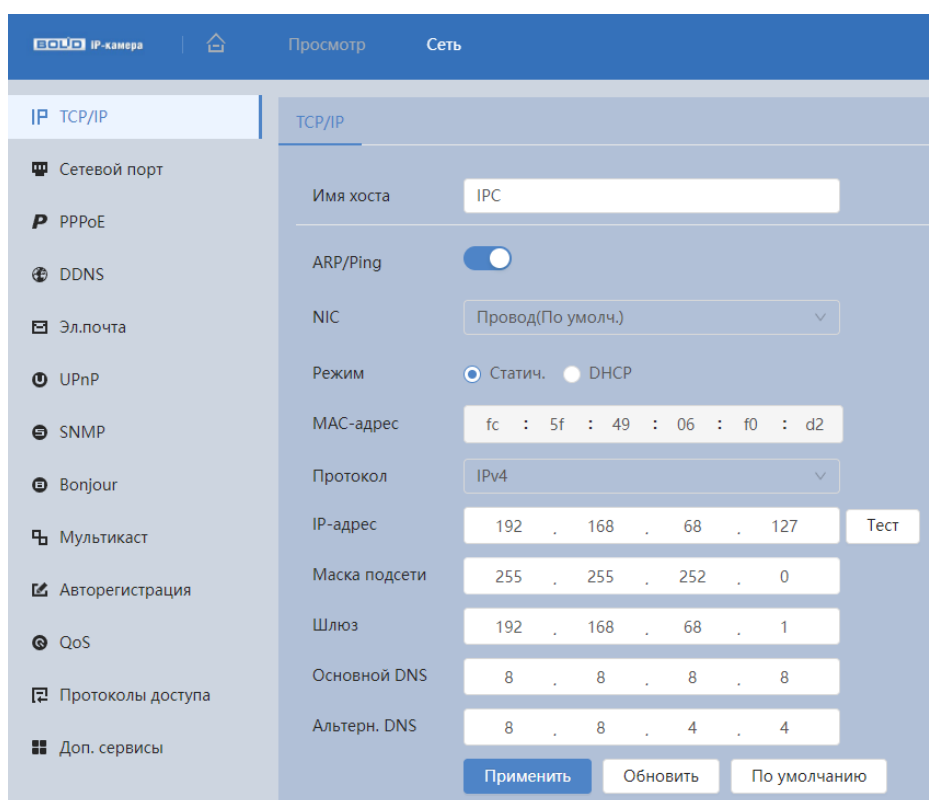 BOLID IP-камера
Просмотр
Сеть
TCP/IP
Сетевой порт
PPPoE
DDNS
Эл.почта
UPnP
SNMP
Bonjour
Мультикаст
Авторегистрация
QoS
Протоколы доступа
Доп. сервисы
TCP/IP
Имя хоста IPC
ARP/Ping
NIC Провод(По умолч.)
Режим Статич. DHCP
MAC-адрес fc : 5f : 49 : 06 : f0 : d2
Протокол IPv4
IP-адрес 192 . 168 . 68 . 127 Тест
Маска подсети 255 . 255 . 252 . 0
Шлюз 192 . 168 . 68 . 1
Основной DNS 8 . 8 . 8 . 8
Альтерн. DNS 8 . 8 . 4 . 4
Применить Обновить По умолчанию